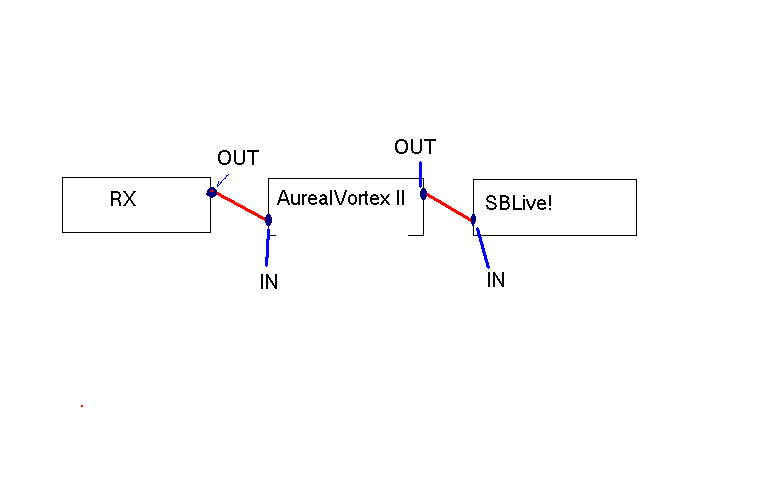 OUT
OUT
RX
AurealVortex II
SBLive!
IN
IN